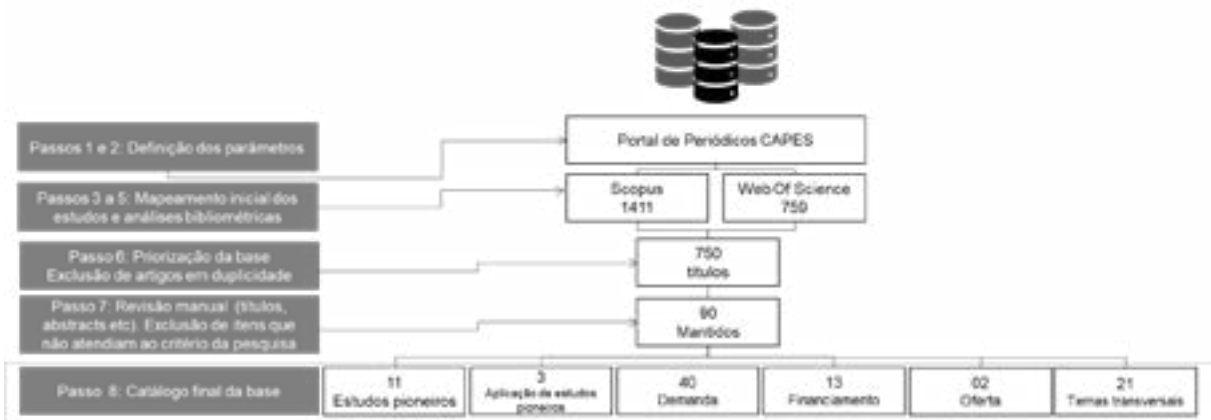 Passos 1 e 2: Definição dos parâmetros
Portal de Periódicos CAPES
Passos 3 a 5: Mapeamento inicial dos
estudos e análises bibliométricas
Scopus
1411
Web Of Science
759
Passo 6: Priorização da base
Exclusão de artigos em duplicidade
750
títulos
Passo 7: Revisão manual (títulos,
abstracts etc). Exclusão de itens que
não atendiam ao critério da pesquisa
90
Mantidos
Passo 8: Catálogo final da base
11
Estudos pioneiros
3
Aplicação de estudos
pioneiros
40
Demanda
13
Financiamento
02
Oferta
21
Temas transversais